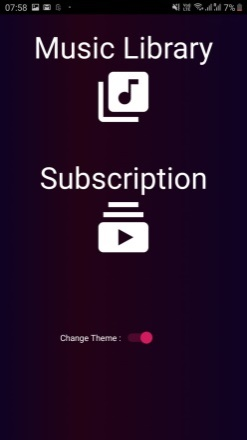 07:58 7%
Music Library
Subscription
Change Theme :